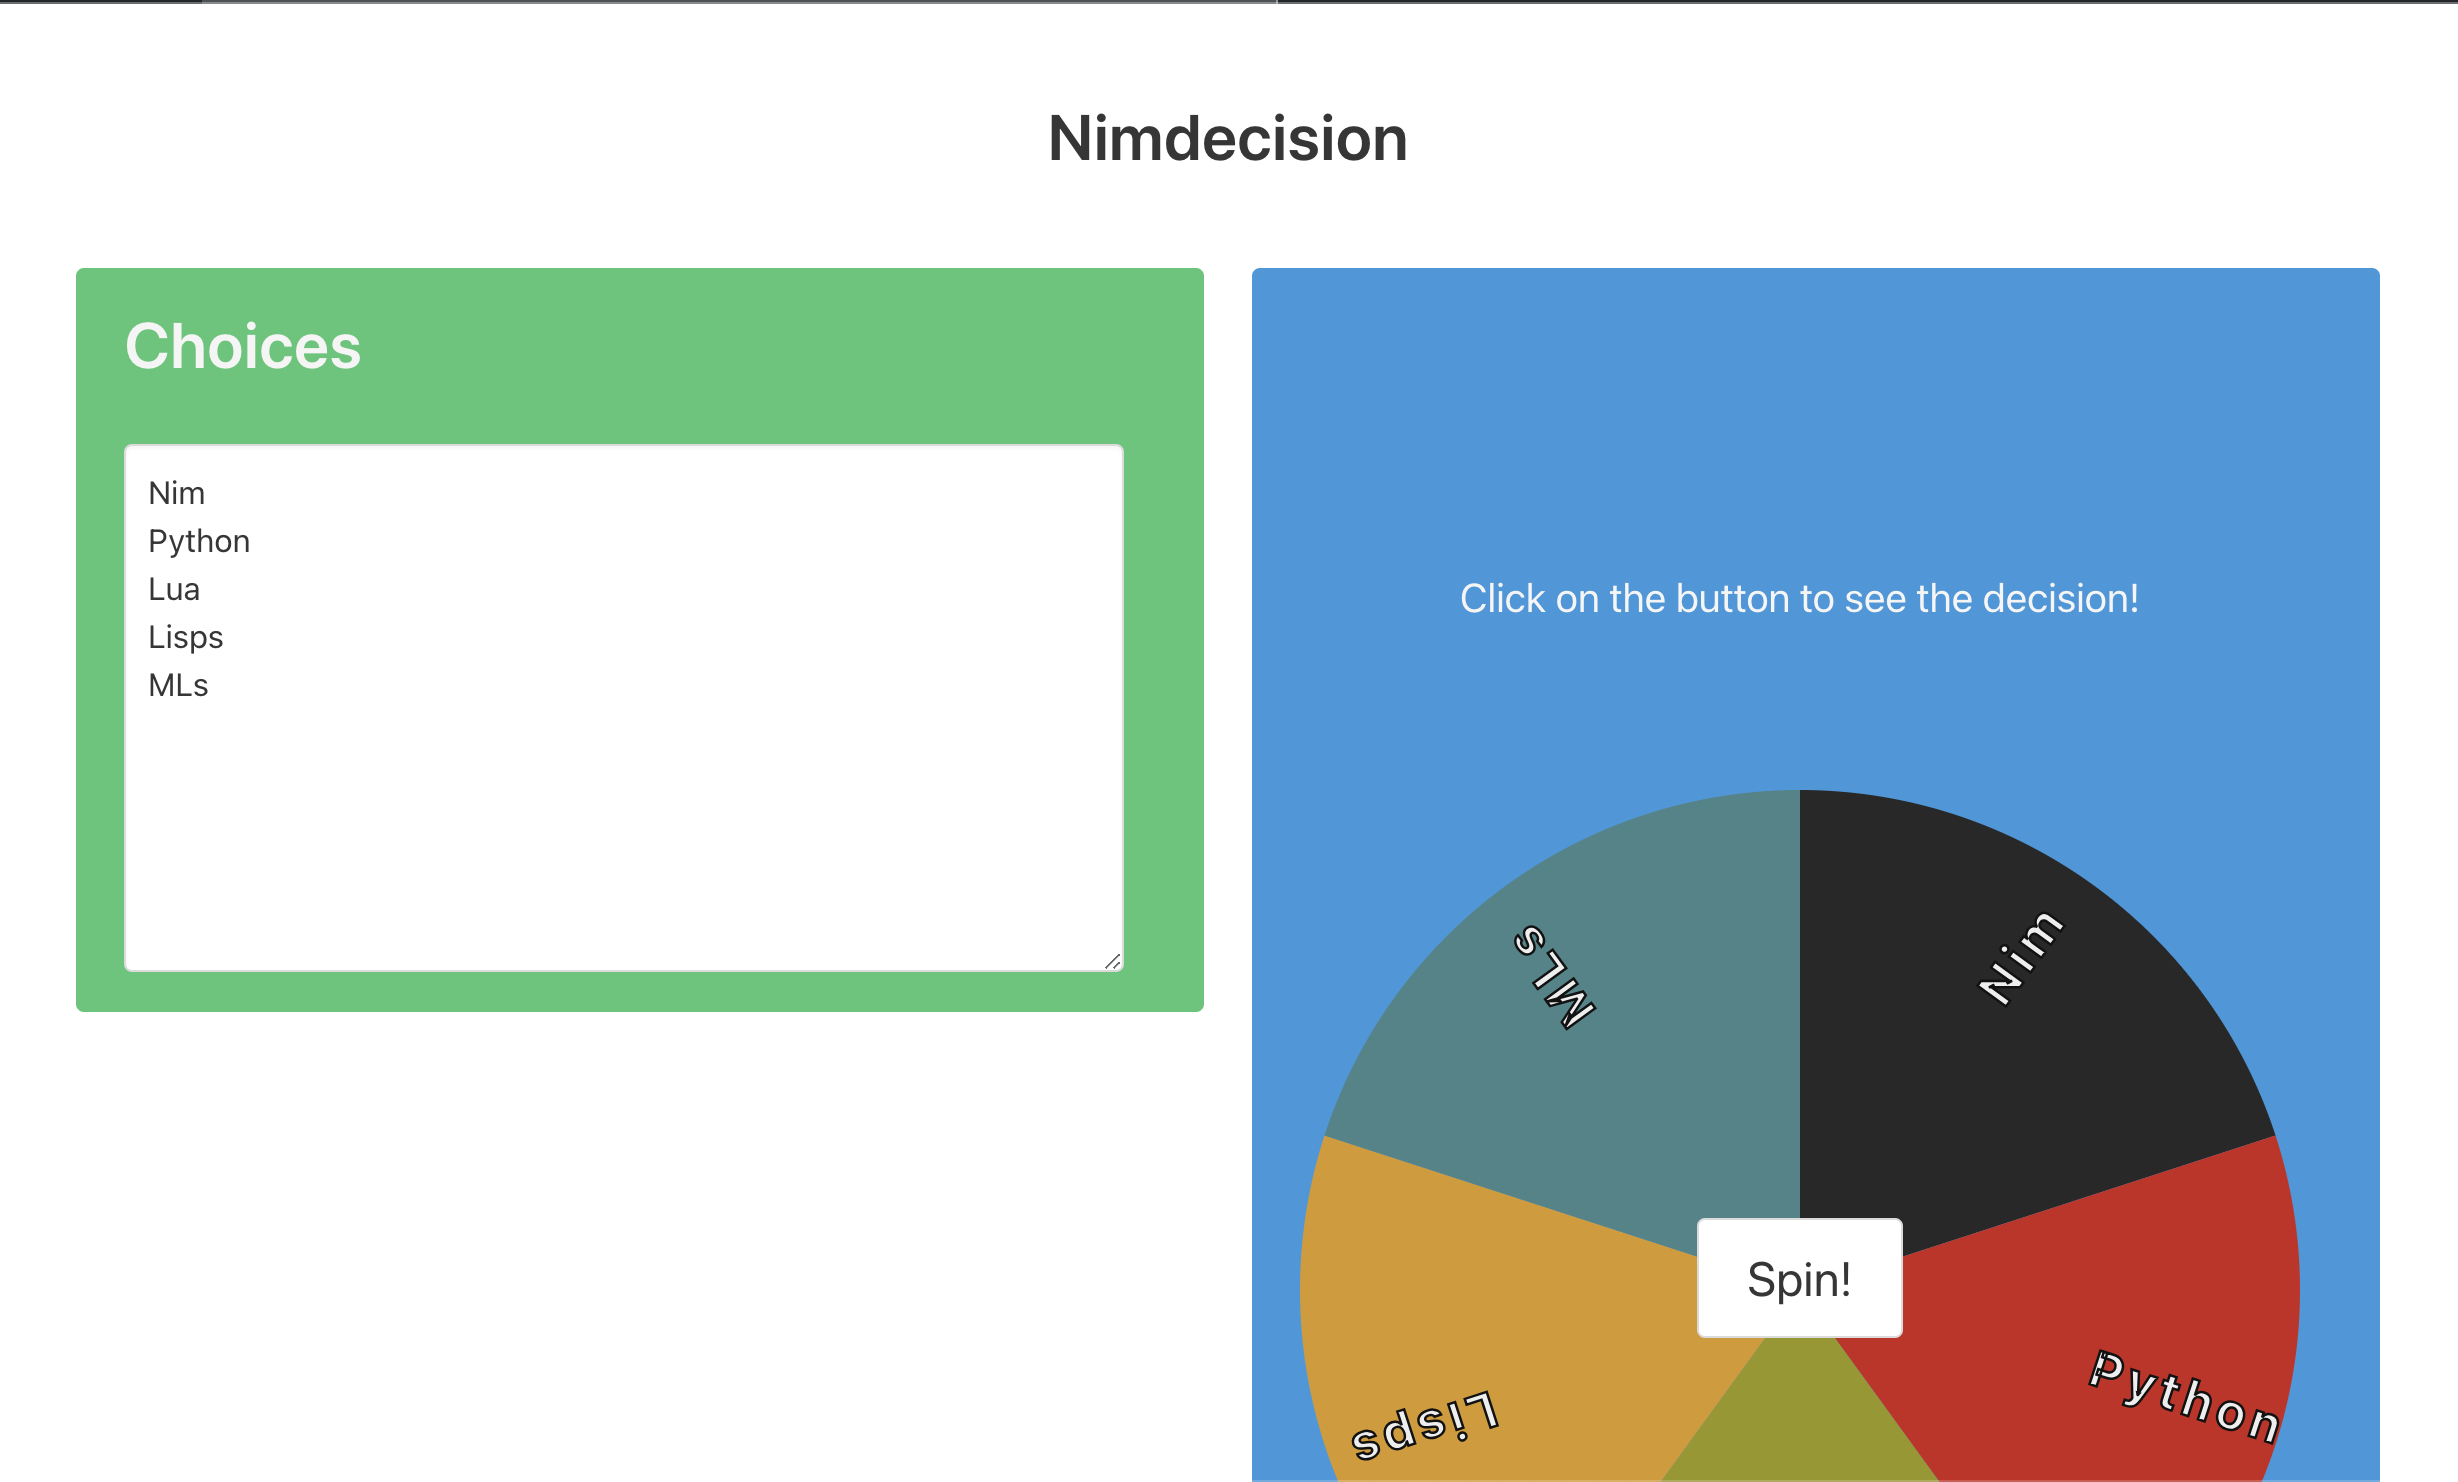 Nimdecision
Choices
Nim
Python
Lua
Lisps
MLs
Click on the button to see the decision!
MLs
Nim
Spin!
Python
Lisps